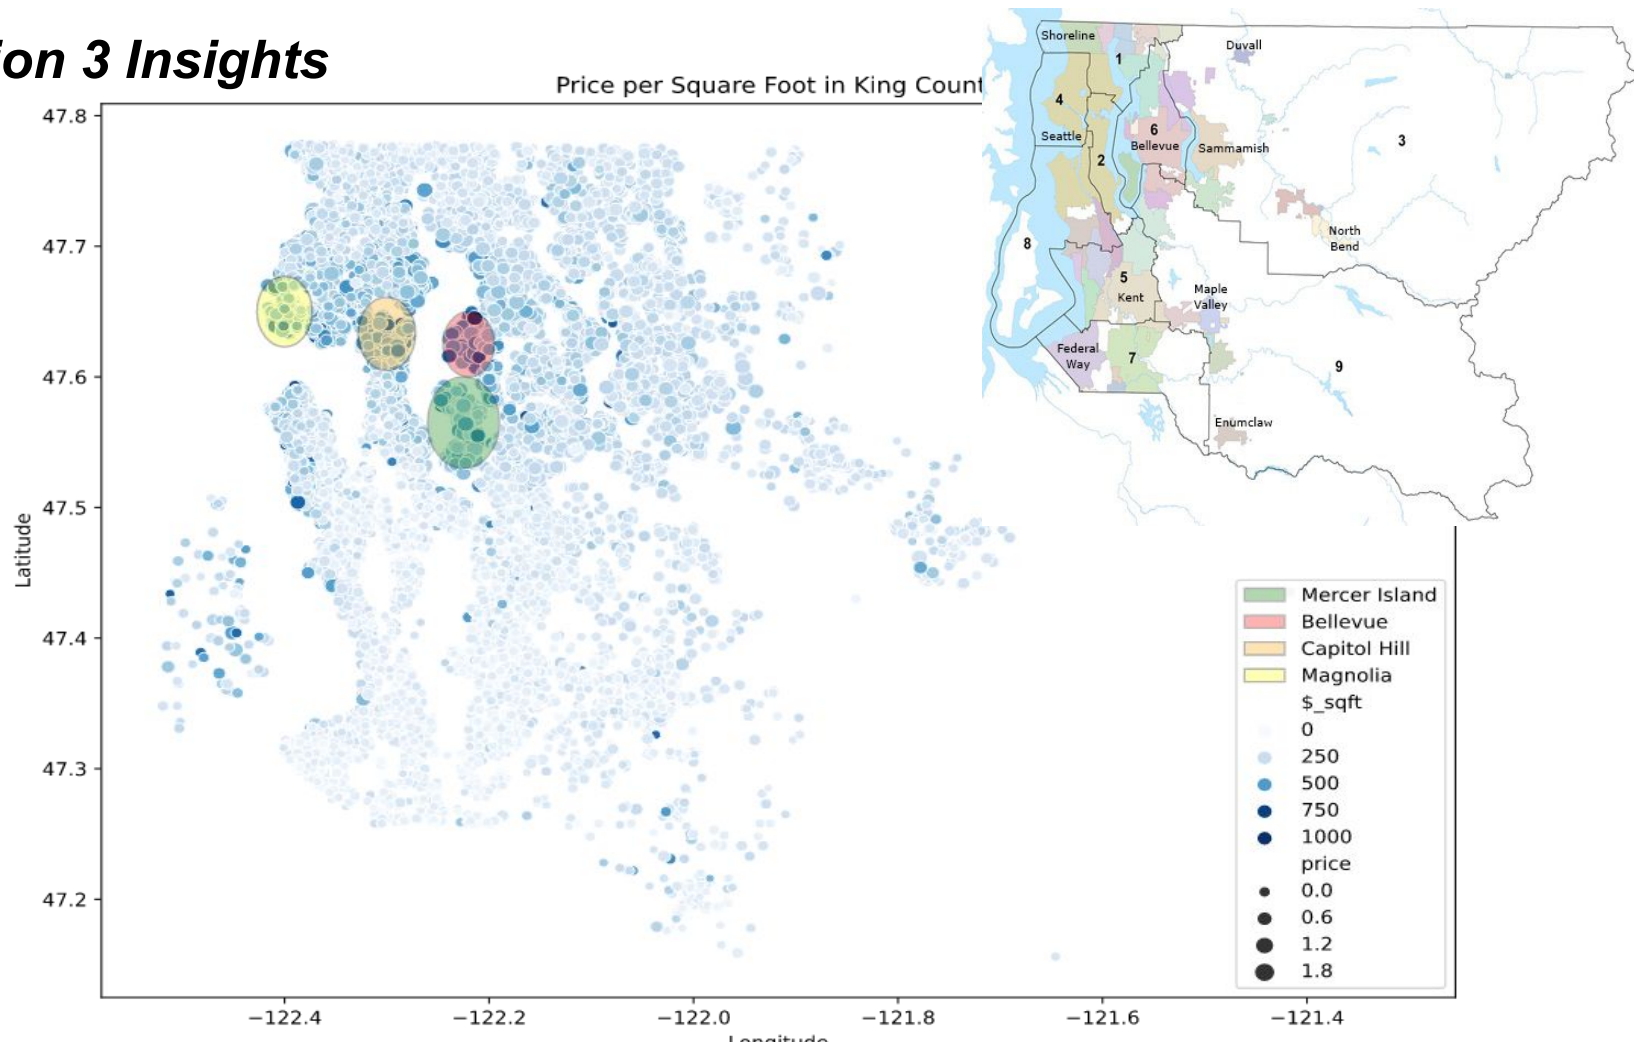 on 3 Insights
Price per Square Foot in King Count
47.8
47.7
47.6
47.5
47.4
47.3
47.2
Latitude
−122.4
−122.2
−122.0
−121.8
−121.6
−121.4
Longitude
Mercer Island
Bellevue
Capitol Hill
Magnolia
$_sqft
0
250
500
750
1000
price
0.0
0.6
1.2
1.8
Shoreline
1
Duvall
4
Seattle
6
Bellevue
Sammamish
3
2
North
Bend
8
5
Kent
Maple
Valley
Federal
Way
7
9
Enumclaw